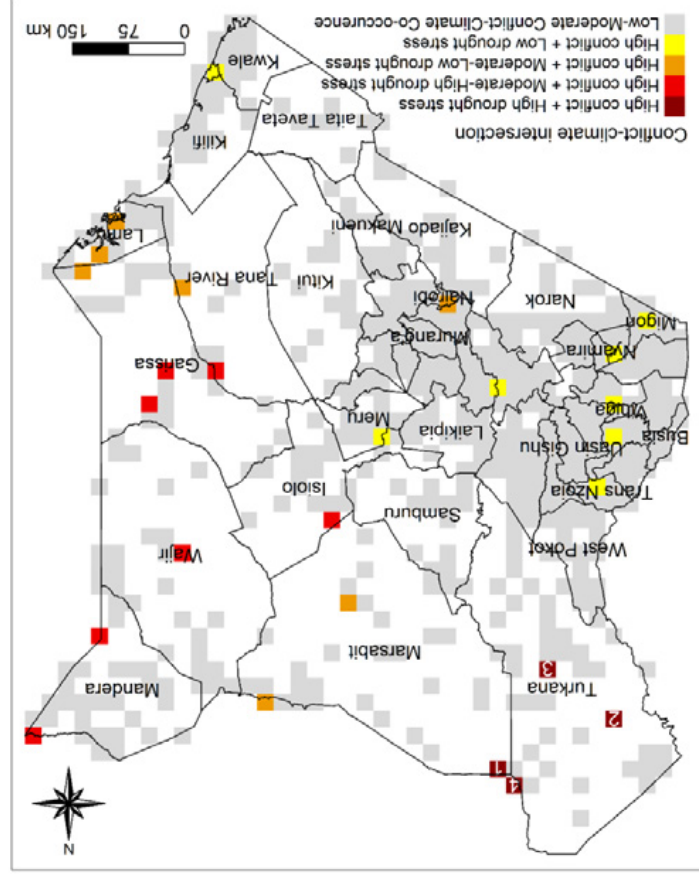 N
4
1
2
Turkana
Mandera
3
Marsabit
West Pokot
Wajir
Samburu
Trans Nzoia
Isiolo
Uasin Gishu
Busia
Laikipia
Meru
Vihiga
Garissa
Nyamira
Murang'a
Migori
Narok
Nairobi
Kitui
Tana River
Lamu
Kajiado
Makueni
Kilifi
Taita Taveta
Kwale
Conflict-climate intersection
High conflict + High drought stress
High conflict + Moderate-High drought stress
High conflict + Moderate-Low drought stress
High conflict + Low drought stress
Low-Moderate Conflict-Climate Co-occurence
0 75 150 km